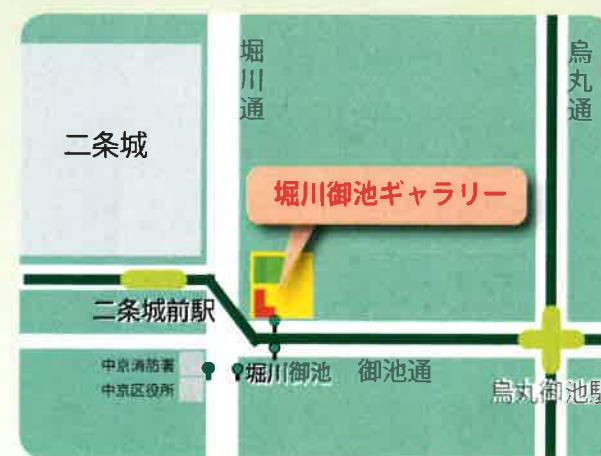 堀川通
烏丸通
二条城
堀川御池ギャラリー
二条城前駅
中京消防署
中京区役所
堀川御池
御池通
烏丸御池駅